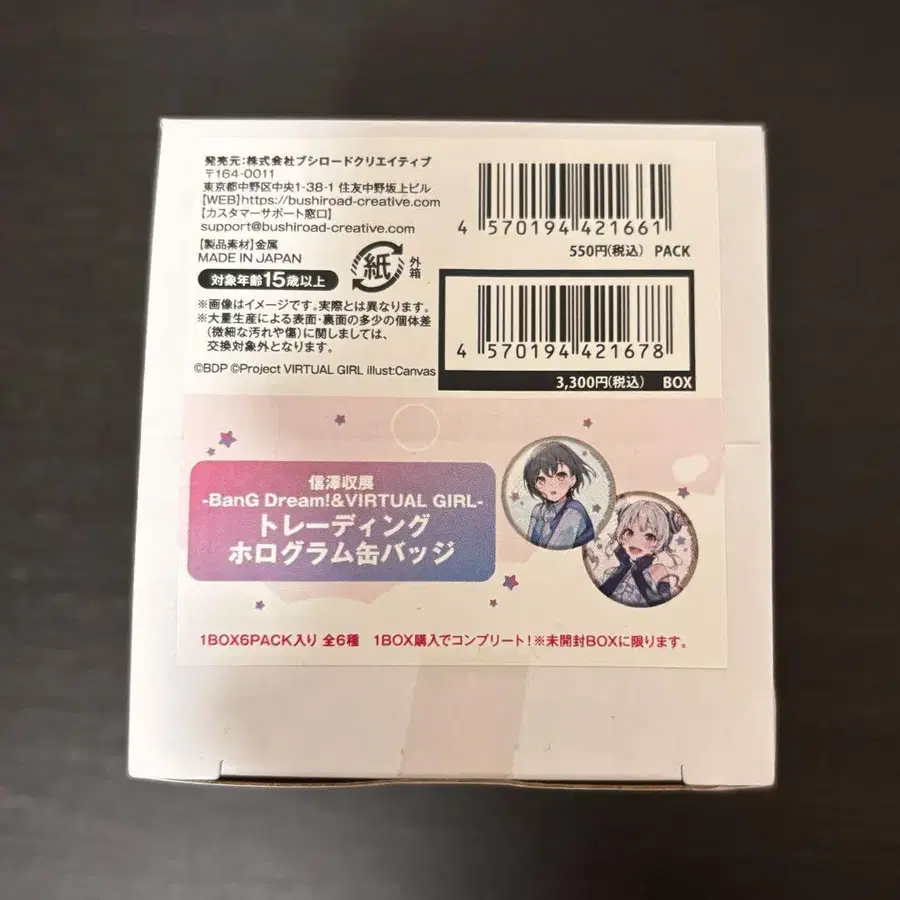 発売元:株式会社ブシロードクリエイティブ
〒164-0011
東京都中野区中央1-38-1 住友中野坂上ビル
【WEB】https://bushiroad-creative.com
【カスタマーサポート窓口】
support@bushiroad-creative.com
【製品素材】金属
MADE IN JAPAN
紙
外箱
対象年齢15歳以上
※画像はイメージです。実際とは異なります。
※大量生産による表面・裏面の多少の個体差
(微細な汚れや傷)に関しましては、
交換対象外となります。
©BDP ©Project VIRTUAL GIRL illust:Canvas
4 570194 421661
550円(税込) PACK
4 570194 421678
3,300円(税込) BOX
信澤収展
-BanG Dream!&VIRTUAL GIRL-
トレーディング
ホログラム缶バッジ
1BOX6PACK入り 全6種 1BOX購入でコンプリート!※未開封BOXに限ります。